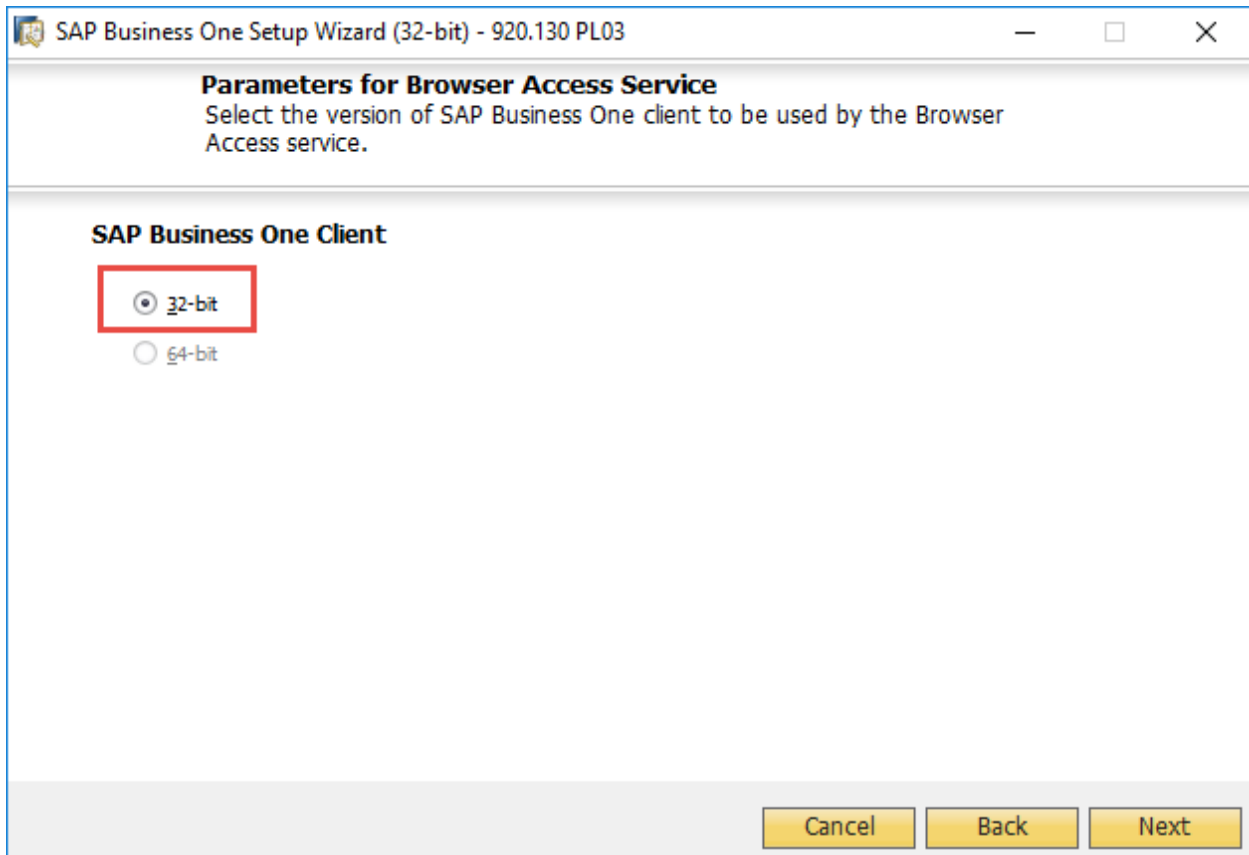 SAP Business One Setup Wizard (32-bit) - 920.130 PL03
Parameters for Browser Access Service
Select the version of SAP Business One client to be used by the Browser
Access service.
SAP Business One Client
32-bit
64-bit
Cancel Back Next